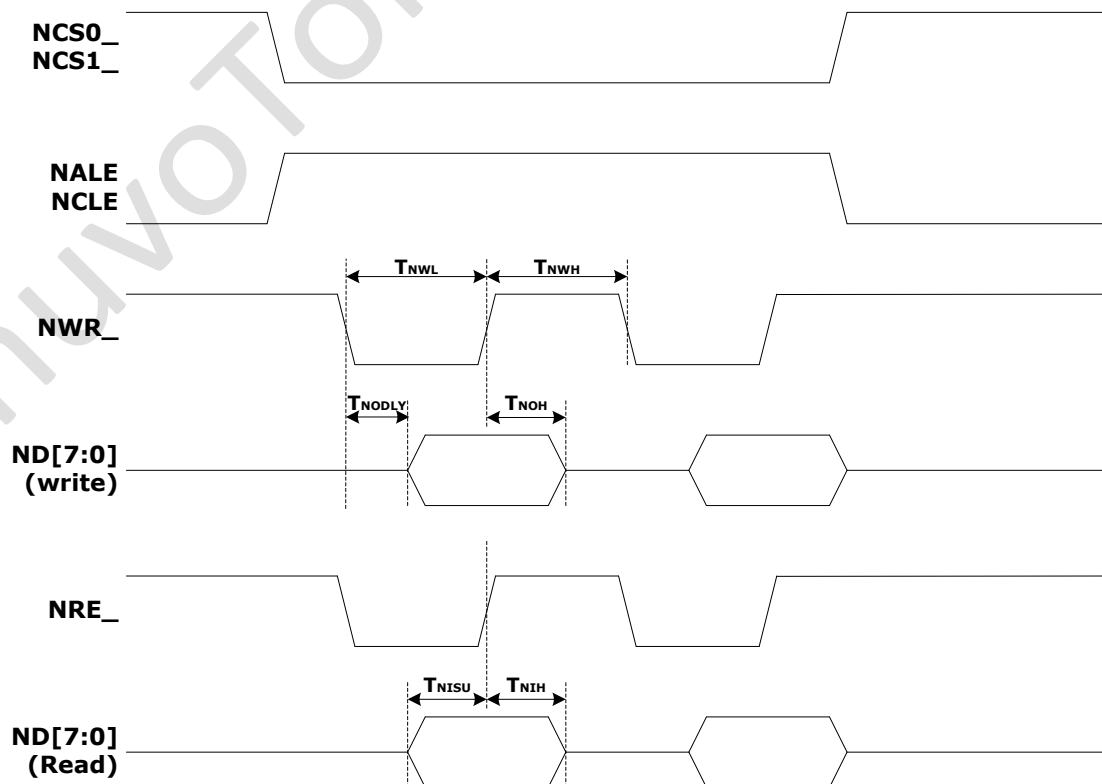 NCS0_
NCS1_
NALE
NCLE
TNWL TNWH
NWR_
TNODLY TNOH
ND[7:0]
(write)
NRE_
TNISU TNIH
ND[7:0]
(Read)